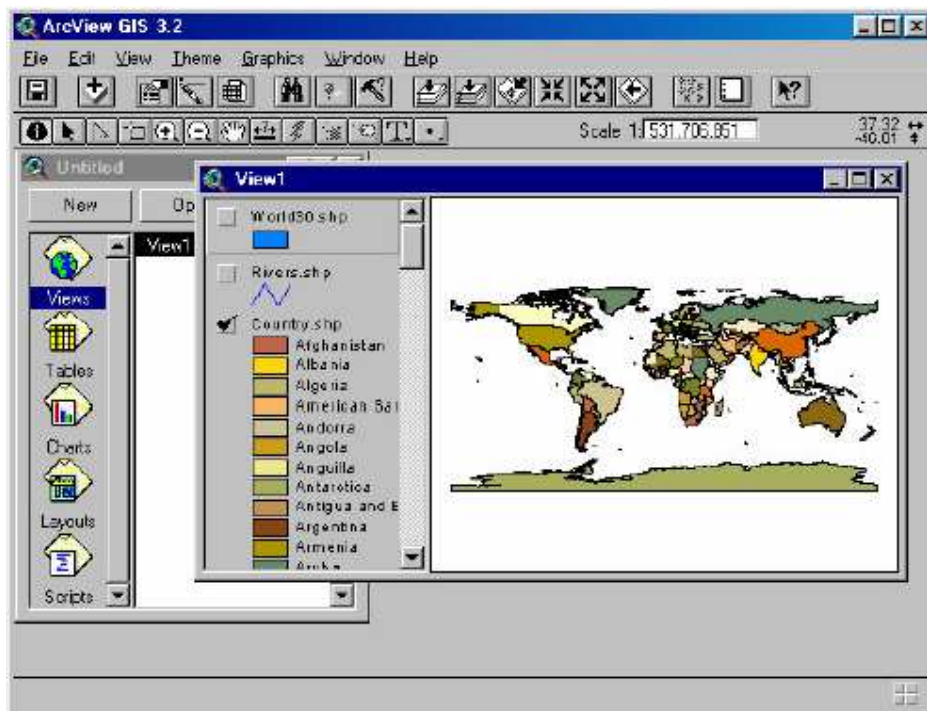 ArcView GIS 3.2
File Edit View Theme Graphics Window Help
Scale 1: 531,706,851
37.32
-40.01
Untitled
New Op
View1
Views
Tables
Charts
Layouts
Scripts
View1
World30.shp
Rivers.shp
Country.shp
Afghanistan
Albania
Algeria
American Sar
Andorra
Angola
Anguilla
Antarctica
Antigua and E
Argentina
Armenia